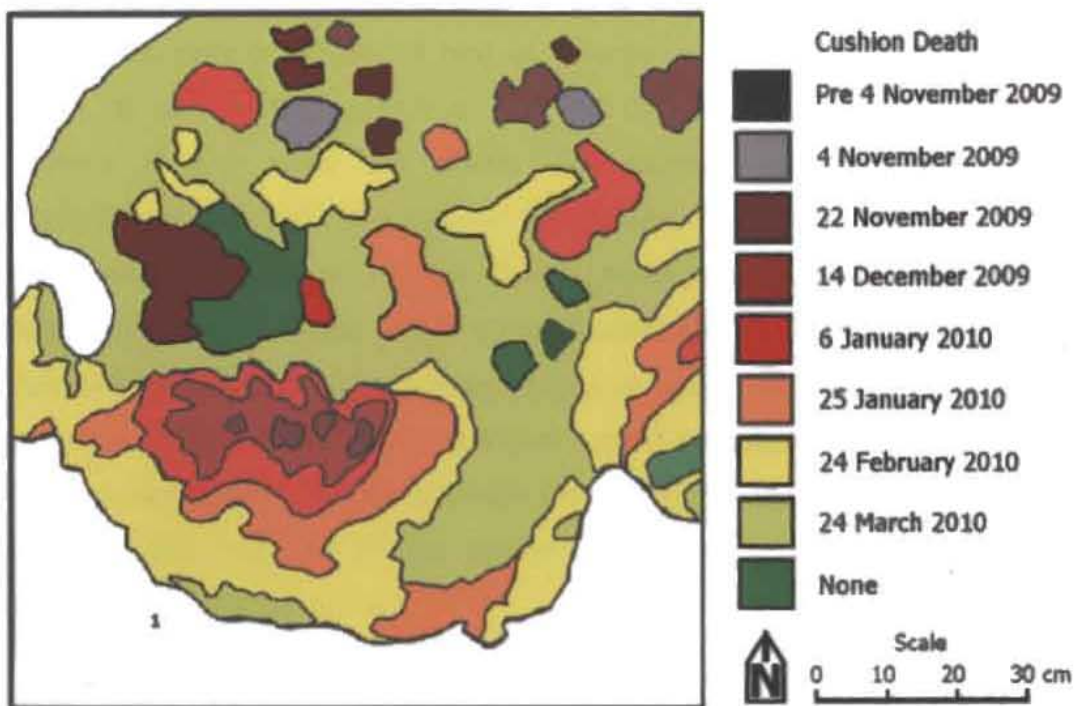 Cushion Death
Pre 4 November 2009
4 November 2009
22 November 2009
14 December 2009
6 January 2010
25 January 2010
24 February 2010
24 March 2010
None
1
N
Scale
0 10 20 30 cm